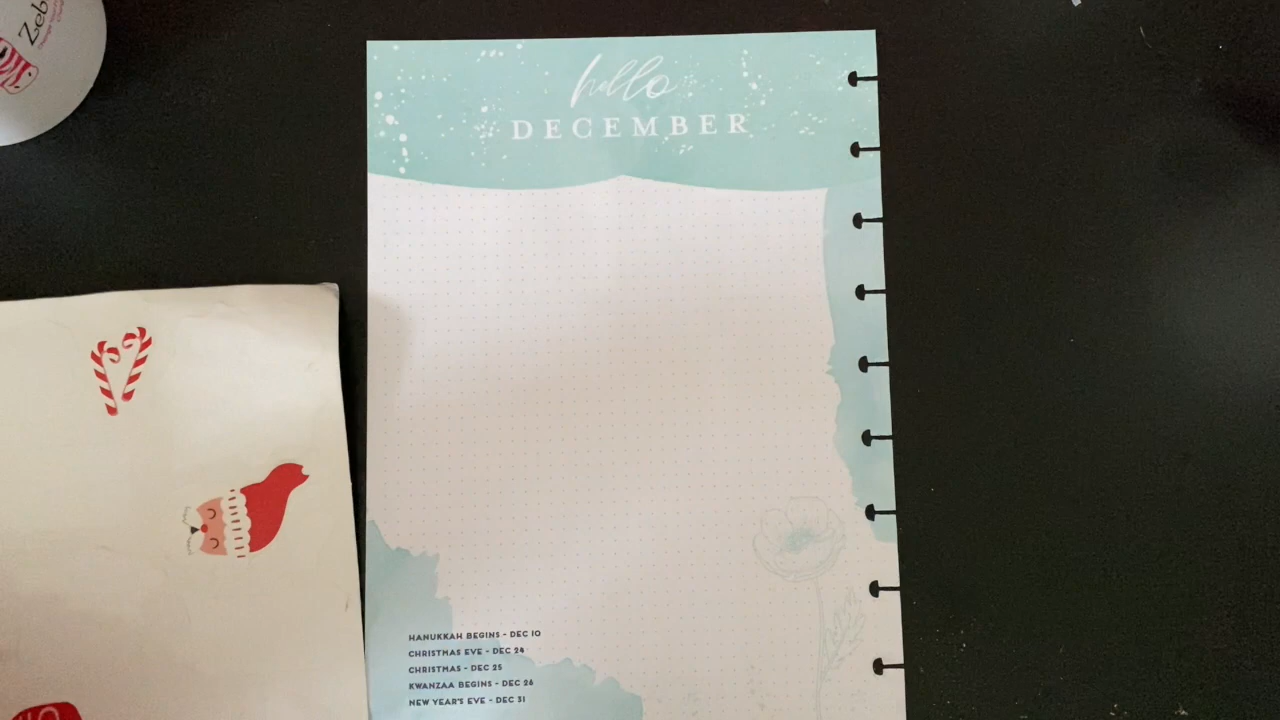 Zeb
hello
DECEMBER
HANUKKAH BEGINS - DEC 10
CHRISTMAS EVE - DEC 24
CHRISTMAS - DEC 25
KWANZAA BEGINS - DEC 26
NEW YEAR'S EVE - DEC 31